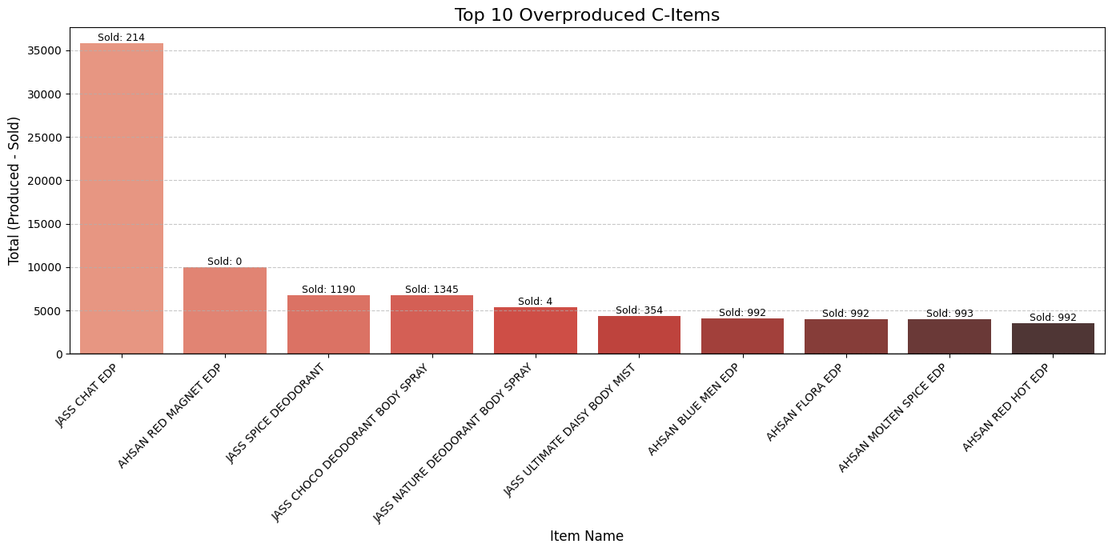 Top 10 Overproduced C-Items
Total (Produced - Sold)
35000
30000
25000
20000
15000
10000
5000
0
Sold: 214
Sold: 0
Sold: 1190
Sold: 1345
Sold: 4
Sold: 354
Sold: 992
Sold: 992
Sold: 993
Sold: 992
JASS CHAT EDP
AHSAN RED MAGNET EDP
JASS SPICE DEODORANT
JASS CHOCO DEODORANT BODY SPRAY
JASS NATURE DEODORANT BODY SPRAY
JASS ULTIMATE DAISY BODY MIST
AHSAN BLUE MEN EDP
AHSAN FLORA EDP
AHSAN MOLTEN SPICE EDP
AHSAN RED HOT EDP
Item Name